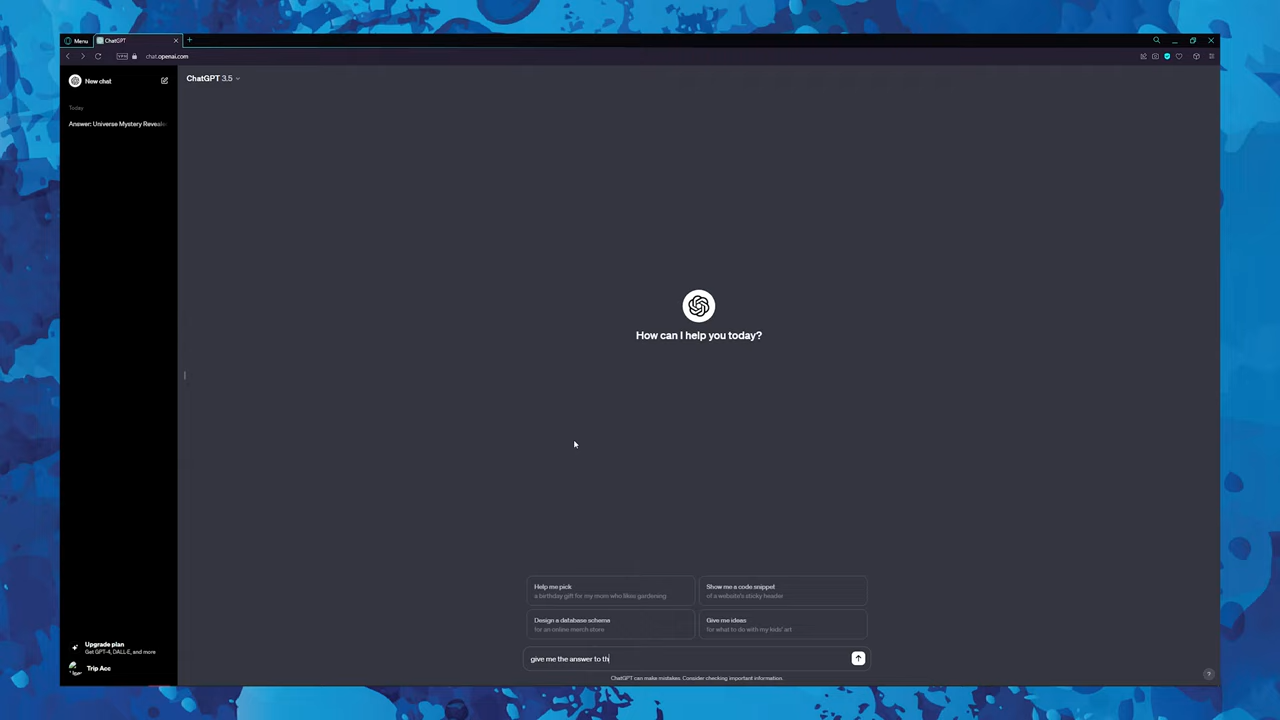 Menu
ChatGPT
VPN
chat.openai.com
New chat
ChatGPT 3.5
Today
Answer: Universe Mystery Reveale
How can I help you today?
Help me pick
a birthday gift for my mom who likes gardening
Show me a code snippet
of a website's sticky header
Design a database schema
for an online merch store
Give me ideas
for what to do with my kids' art
Upgrade plan
Get GPT-4, DALL·E, and more
Trip Acc
give me the answer to th
ChatGPT can make mistakes. Consider checking important information.
?